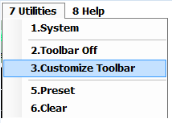 7 Utilities 8 Help
1.System
2.Toolbar Off
3.Customize Toolbar
5.Preset
6.Clear